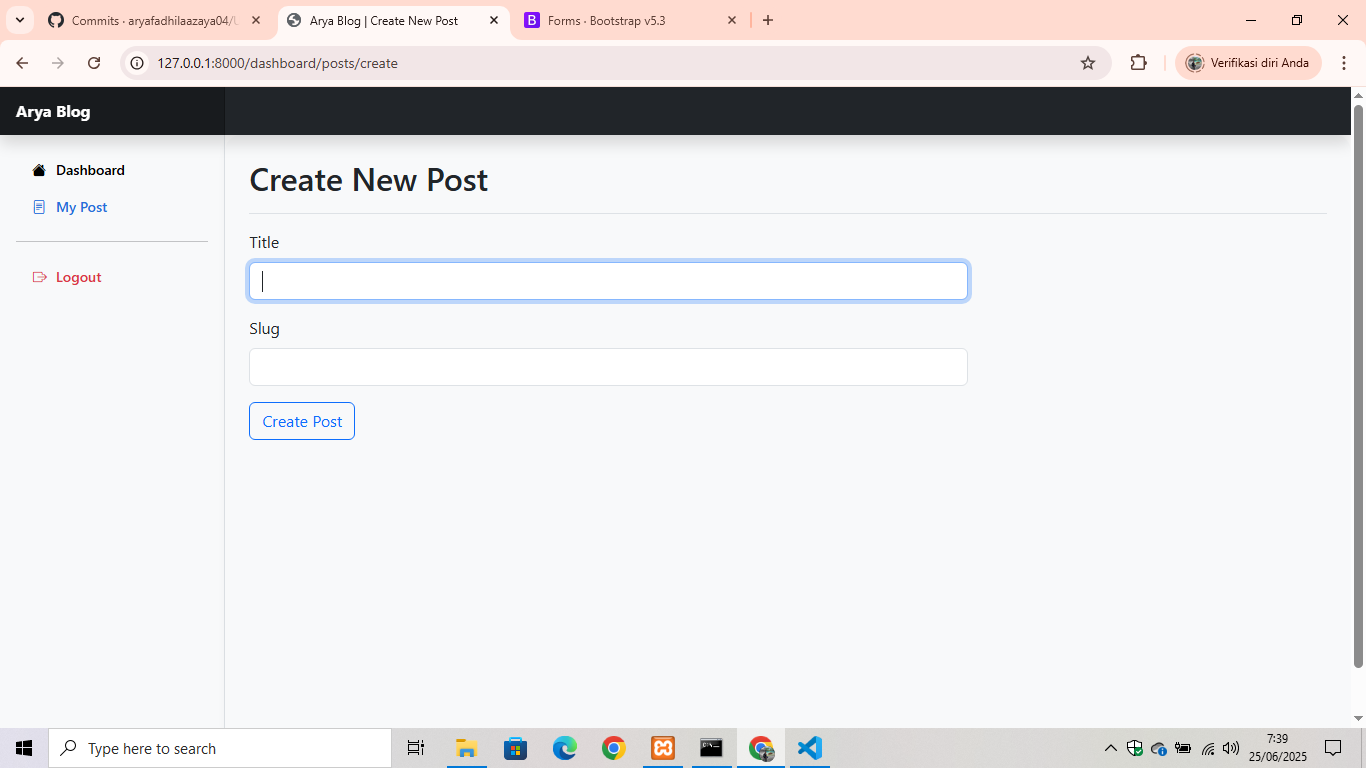 Commits · aryafadhilaazaya04/U
Arya Blog | Create New Post
Forms · Bootstrap v5.3
127.0.0.1:8000/dashboard/posts/create
Verifikasi diri Anda
Arya Blog
Dashboard
My Post
Logout
Create New Post
Title
Slug
Create Post
Type here to search
7:39
25/06/2025